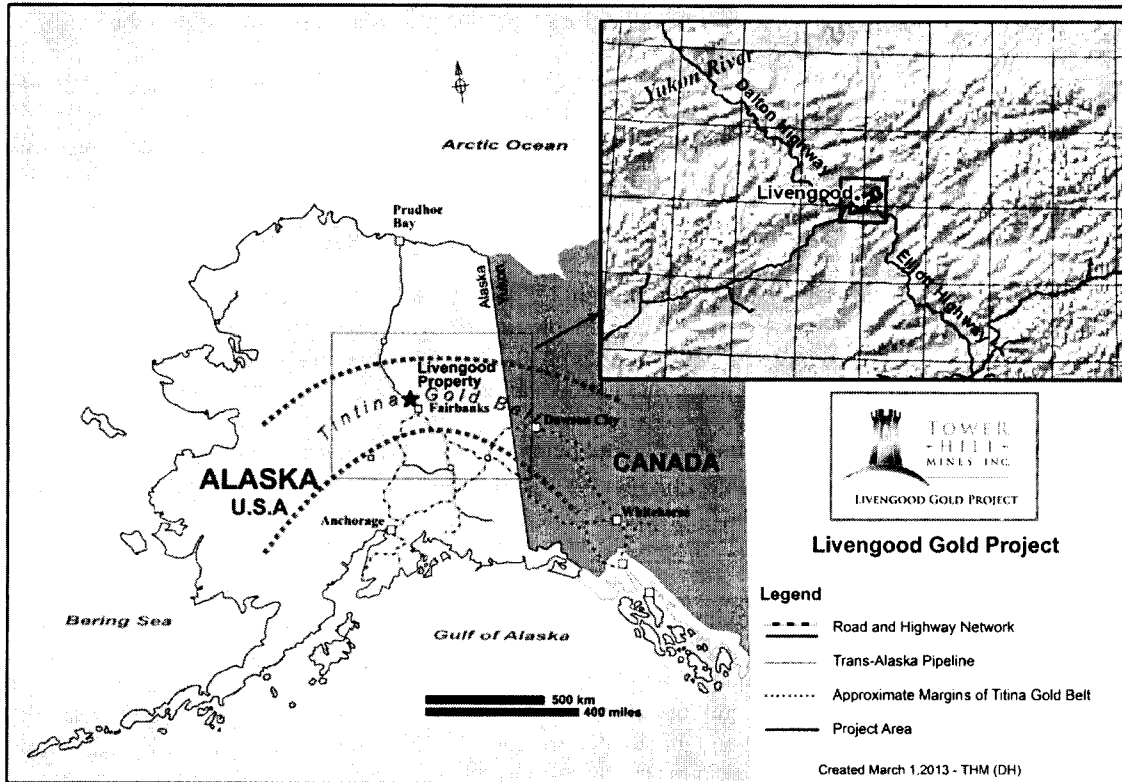 Arctic Ocean
Prudhoe
Bay
Alaska
Yukon
Livengood
Property
Tintina Gold Belt
Fairbanks
Dawson City
ALASKA
U.S.A
CANADA
Anchorage
Whitehorse
Bering Sea
Gulf of Alaska
500 km
400 miles
Yukon River
Dalton Highway
Livengood
Elliott Highway
TOWER
HILL
MINES INC.
LIVENGOOD GOLD PROJECT
Livengood Gold Project
Legend
Road and Highway Network
Trans-Alaska Pipeline
Approximate Margins of Titina Gold Belt
Project Area
Created March 1.2013 - THM (DH)